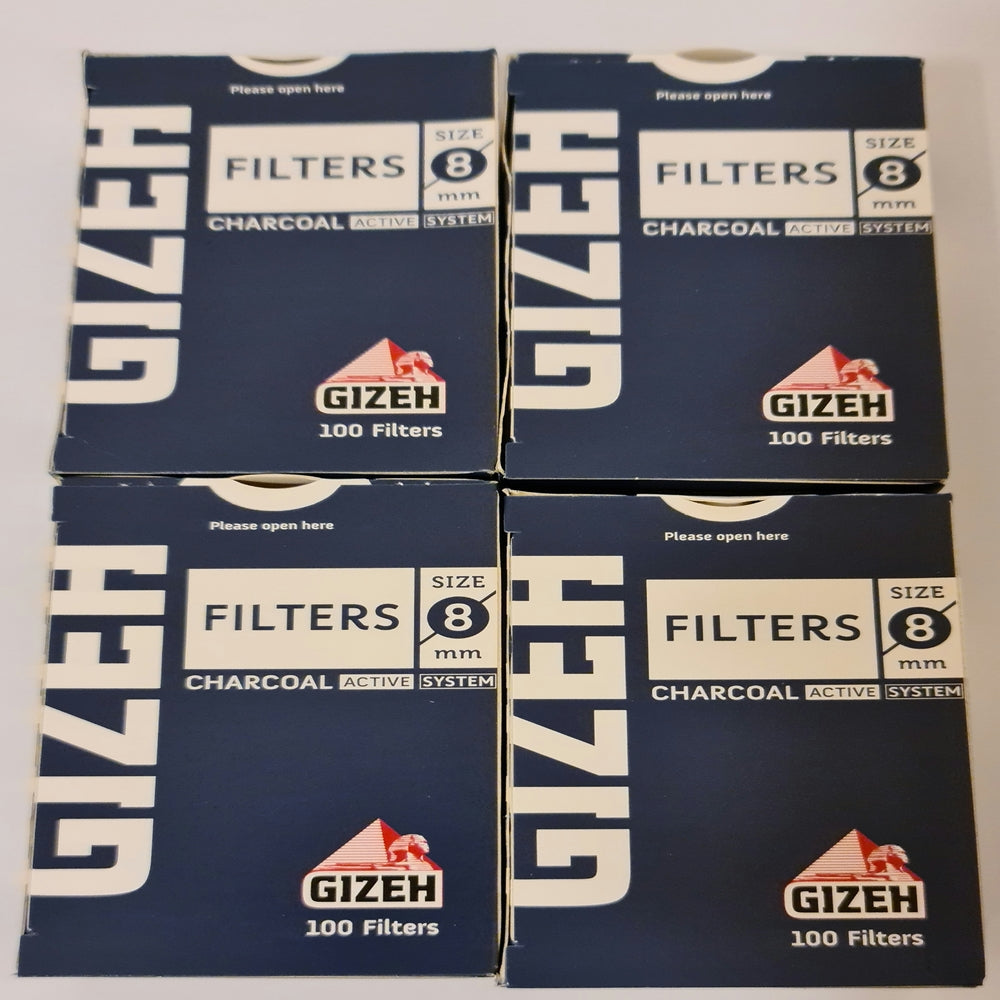 Please open here
GIZEH
FILTERS
SIZE
8
mm
CHARCOAL ACTIVE SYSTEM
GIZEH
100 Filters
Please open here
GIZEH
FILTERS
SIZE
8
mm
CHARCOAL ACTIVE SYSTEM
GIZEH
100 Filters
Please open here
GIZEH
FILTERS
SIZE
8
mm
CHARCOAL ACTIVE SYSTEM
GIZEH
100 Filters
Please open here
GIZEH
FILTERS
SIZE
8
mm
CHARCOAL ACTIVE SYSTEM
GIZEH
100 Filters